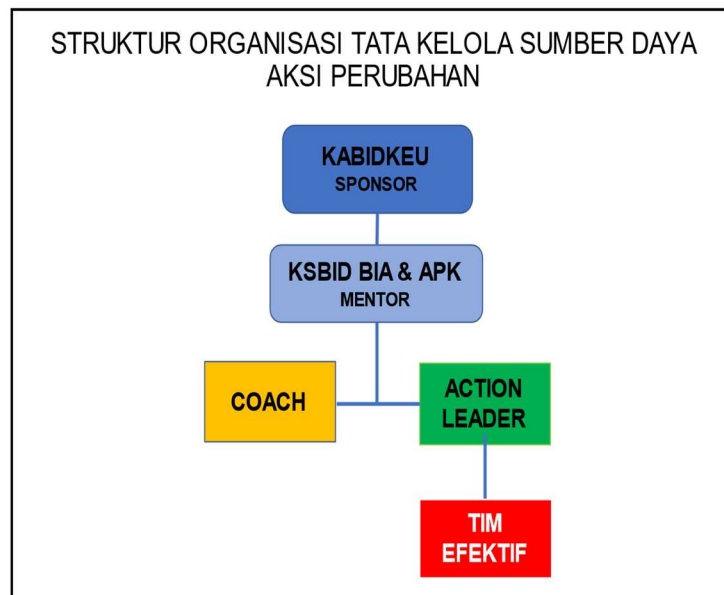 STRUKTUR ORGANISASI TATA KELOLA SUMBER DAYA
AKSI PERUBAHAN
KABIDKEU
SPONSOR
KSBID BIA & APK
MENTOR
COACH
ACTION
LEADER
TIM
EFEKTIF